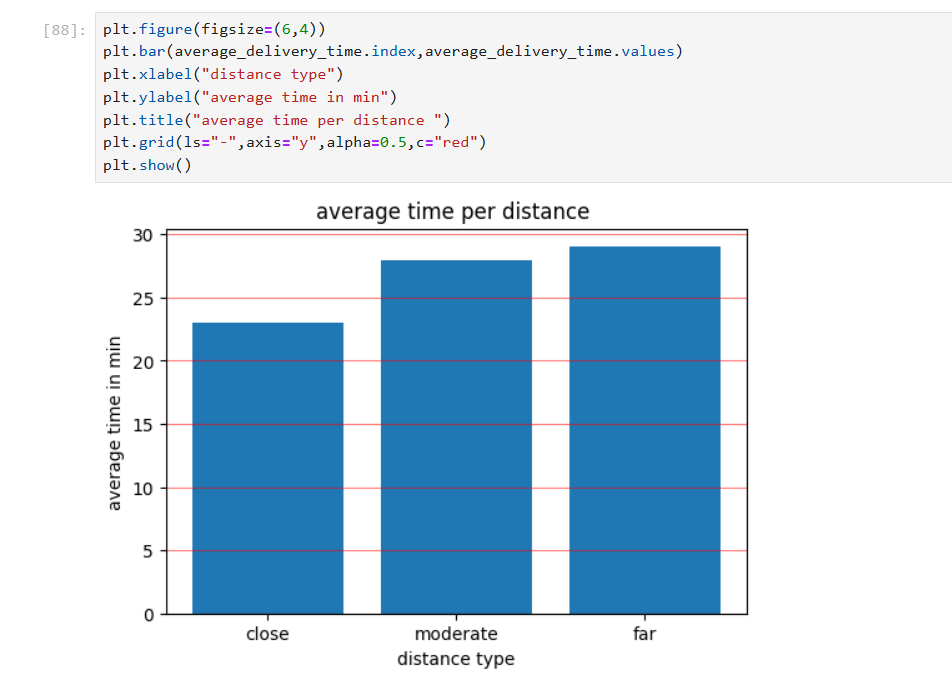 [88]: plt.figure(figsize=(6,4))
plt.bar(average_delivery_time.index,average_delivery_time.values)
plt.xlabel("distance type")
plt.ylabel("average time in min")
plt.title("average time per distance ")
plt.grid(ls="-",axis="y",alpha=0.5,c="red")
plt.show()
average time per distance
average time in min
30
25
20
15
10
5
0
close moderate far
distance type